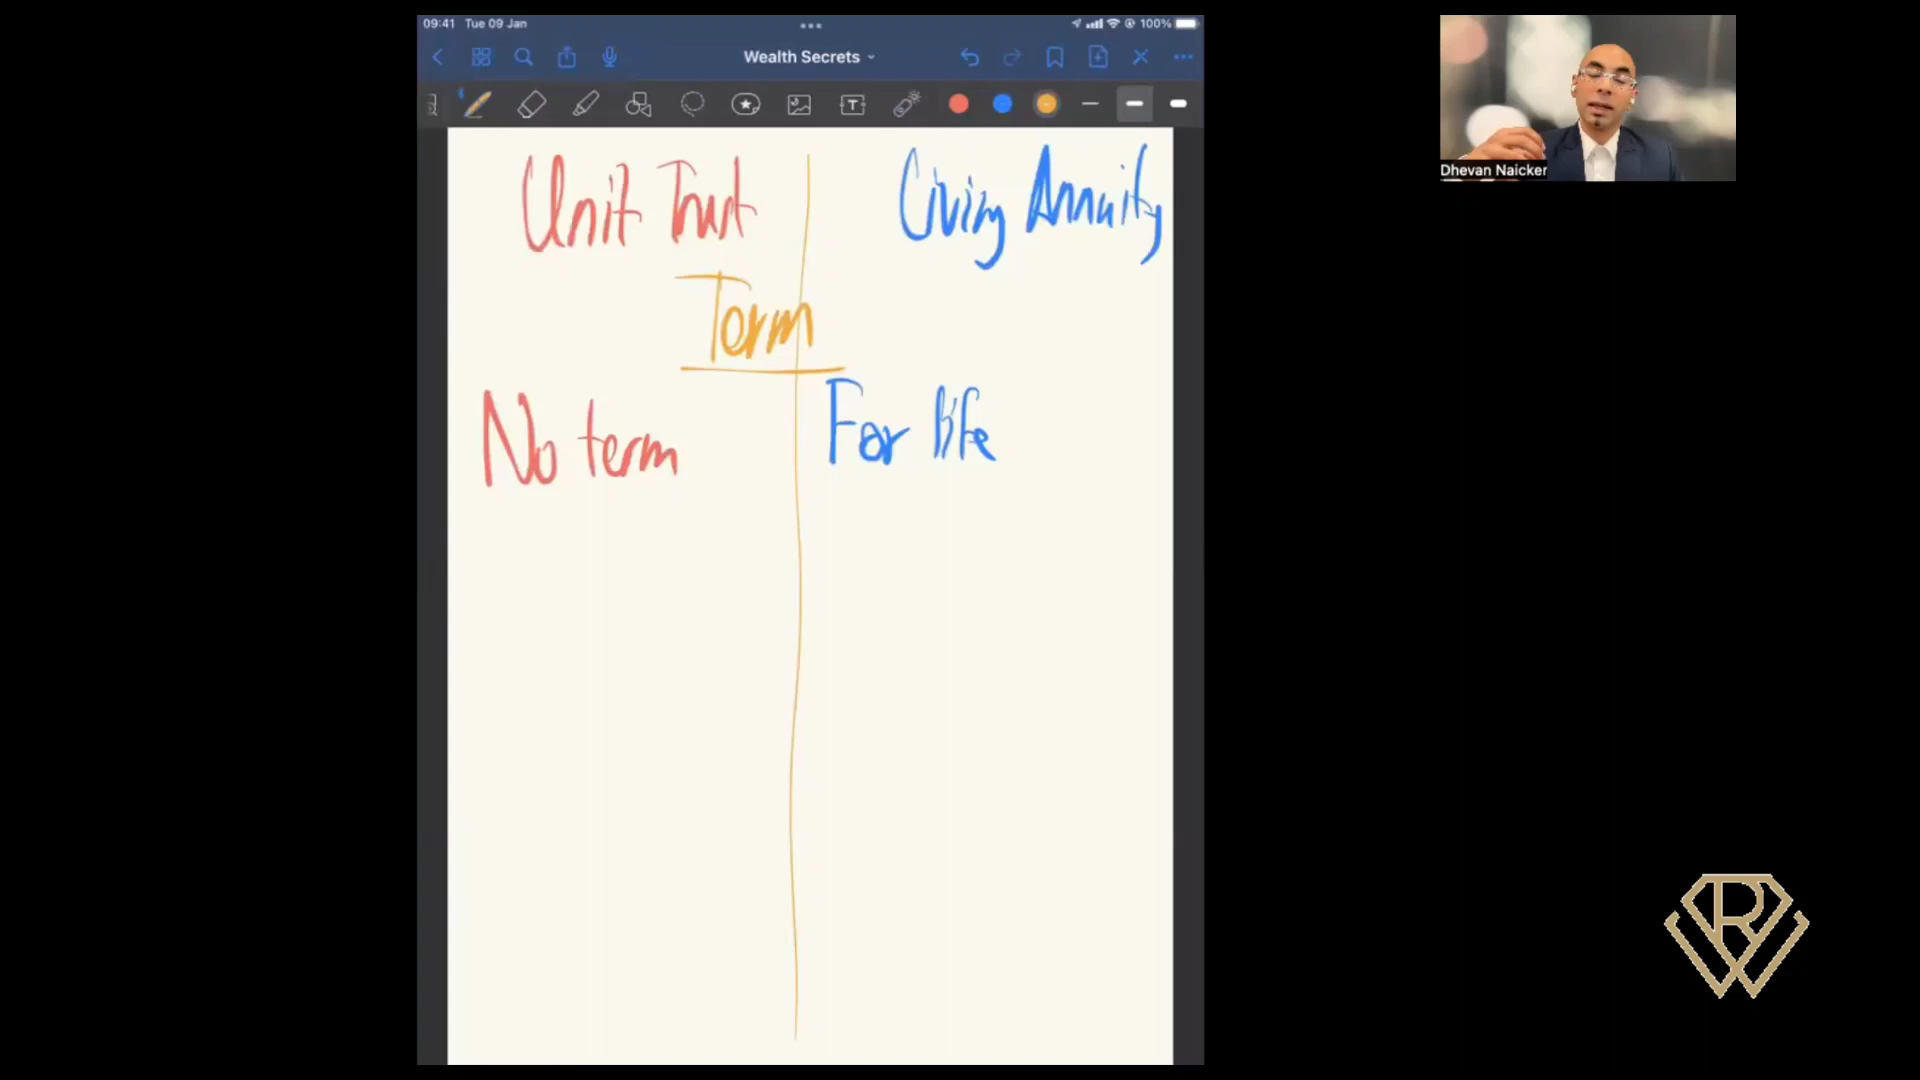 09:41 Tue 09 Jan
100%
Wealth Secrets
Dhevan Naicker
Unit Trust
Living Annuity
Term
No term
For life
RW